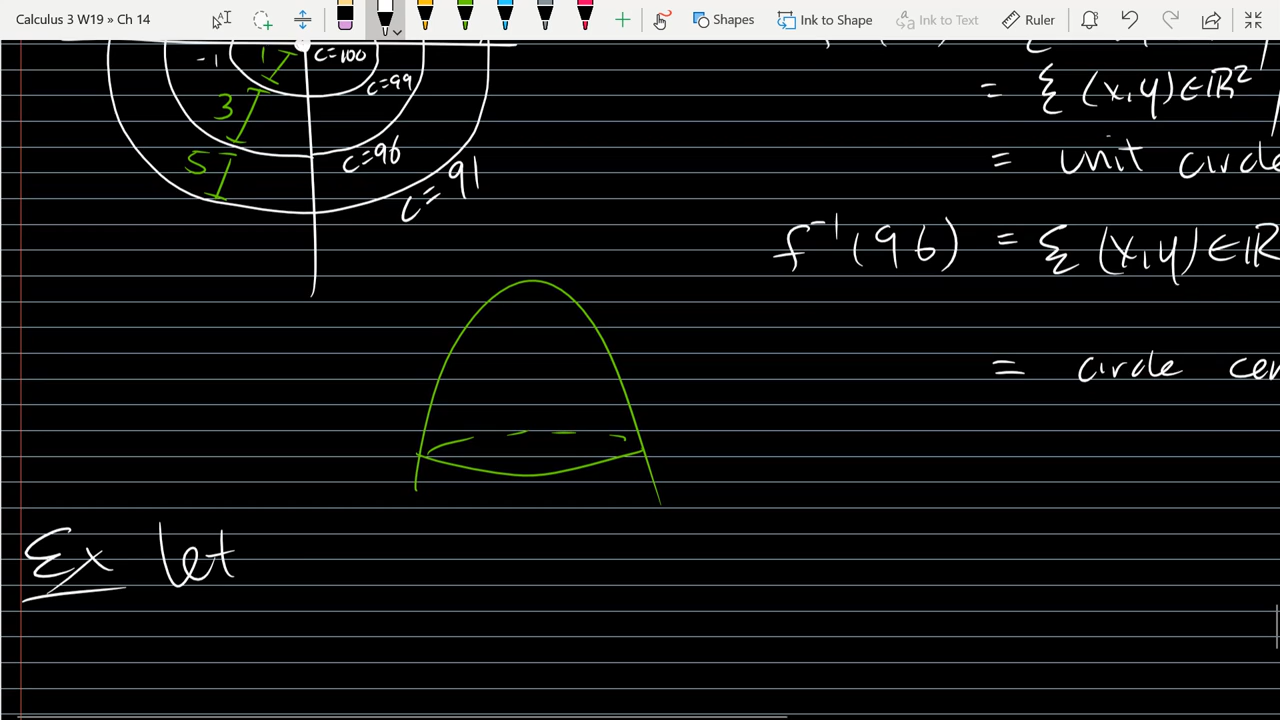 Calculus 3 W19 » Ch 14
Shapes
Ink to Shape
Ink to Text
Ruler
-1
1
c=100
c=99
3
c=96
5
c=91
= { (x,y)∈ℝ² /
= unit circle
f⁻¹(96) = { (x,y)∈ℝ
= circle cen
Ex let